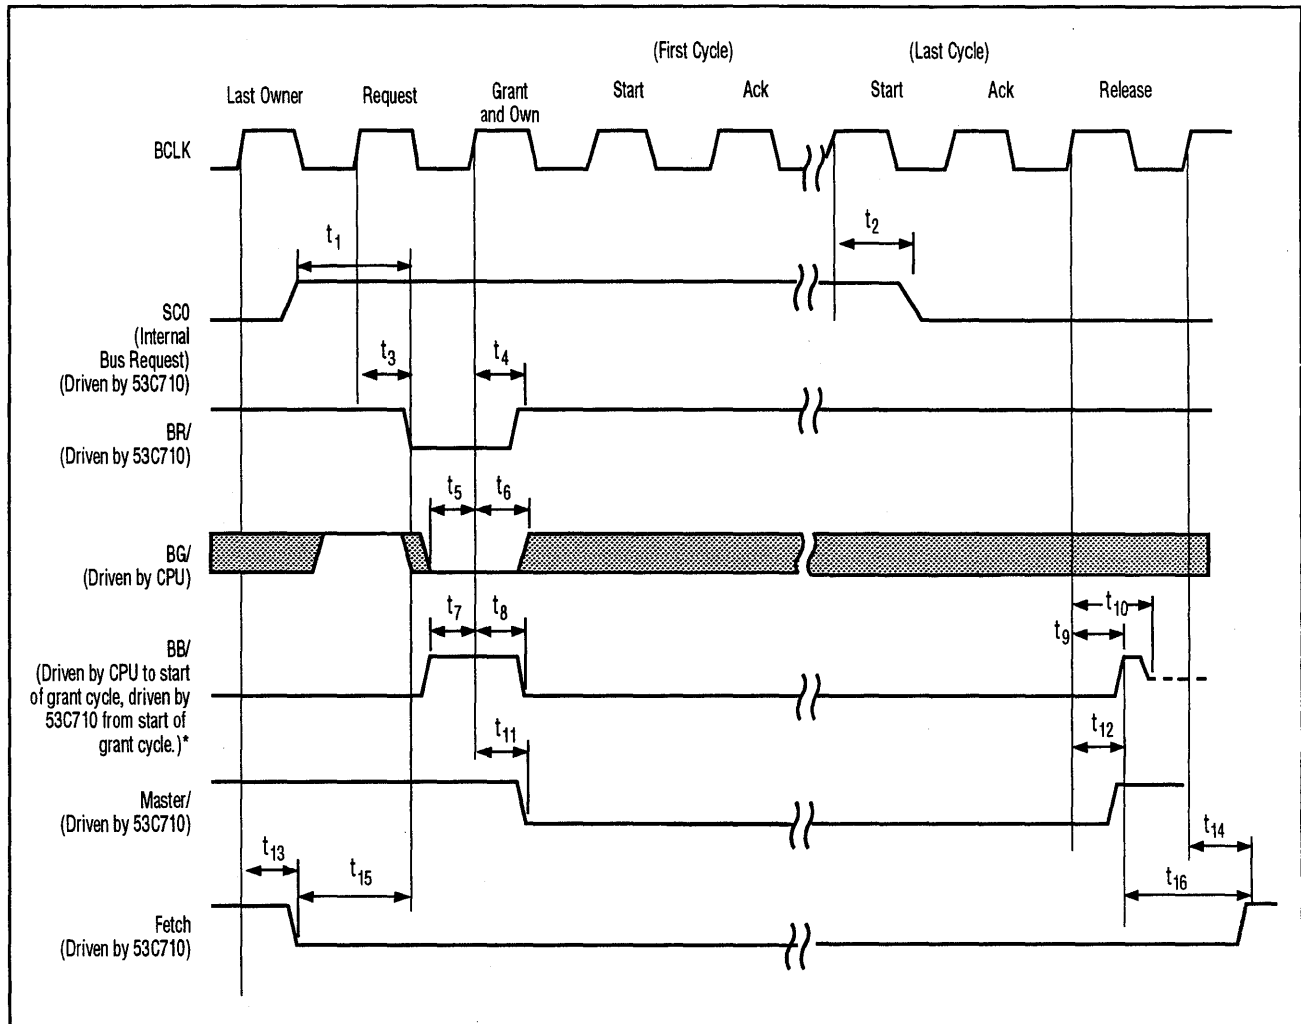 (First Cycle)
(Last Cycle)
Last Owner
Request
Grant
and Own
Start
Ack
Start
Ack
Release
BCLK
t1
t2
SC0
(Internal
Bus Request)
(Driven by 53C710)
t3
t4
BR/
(Driven by 53C710)
t5
t6
BG/
(Driven by CPU)
t7
t8
t9
t10
BB/
(Driven by CPU to start
of grant cycle, driven by
53C710 from start of
grant cycle.)*
t11
t12
Master/
(Driven by 53C710)
t13
t15
t14
t16
Fetch
(Driven by 53C710)